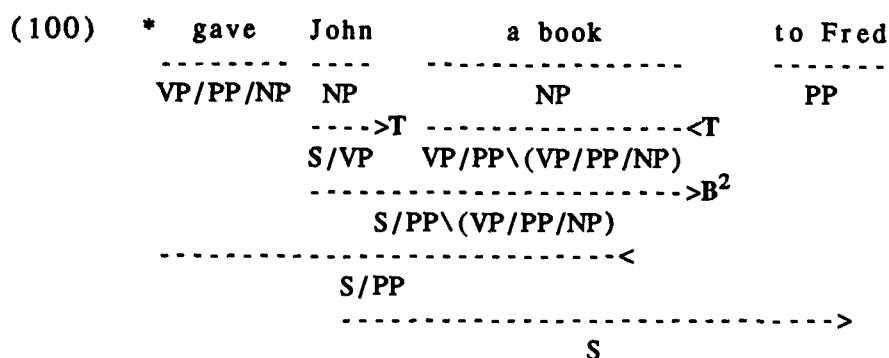 (100) * gave John a book to Fred
-------- ---- ---------------- ------
VP/PP/NP NP NP PP
---->T ---------------<T
S/VP VP/PP\(VP/PP/NP)
---------------------->B²
S/PP\(VP/PP/NP)
----------------------------<
S/PP
------------------------------>
S